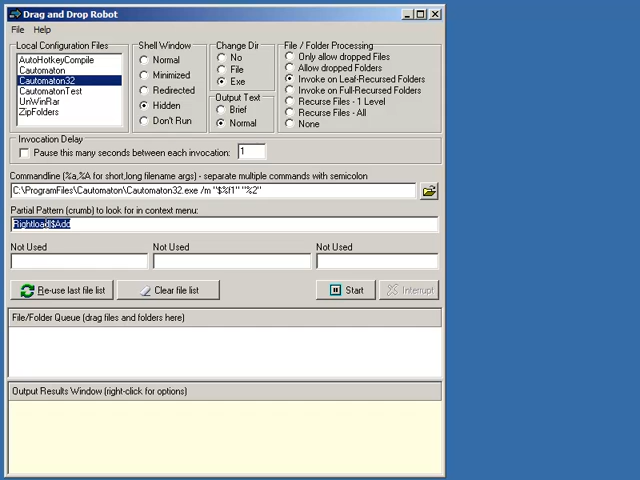 Drag and Drop Robot
File Help
Local Configuration Files
AutoHotkeyCompile
Cautomaton
Cautomaton32
CautomatonTest
UnWinRar
ZipFolders
Shell Window
Normal
Minimized
Redirected
Hidden
Don't Run
Change Dir
No
File
Exe
Output Text
Brief
Normal
File / Folder Processing
Only allow dropped Files
Allow dropped Folders
Invoke on Leaf-Recursed Folders
Invoke on Full-Recursed Folders
Recurse Files - 1 Level
Recurse Files - All
None
Invocation Delay
Pause this many seconds between each invocation: 1
Commandline (%a,%A for short,long filename args) - separate multiple commands with semicolon
C:\ProgramFiles\Cautomaton\Cautomaton32.exe /m "$%f1" "%2"
Partial Pattern (crumb) to look for in context menu:
Rightload|$Add
Not Used Not Used Not Used
Re-use last file list Clear file list Start Interrupt
File/Folder Queue (drag files and folders here)
Output Results Window (right-click for options)